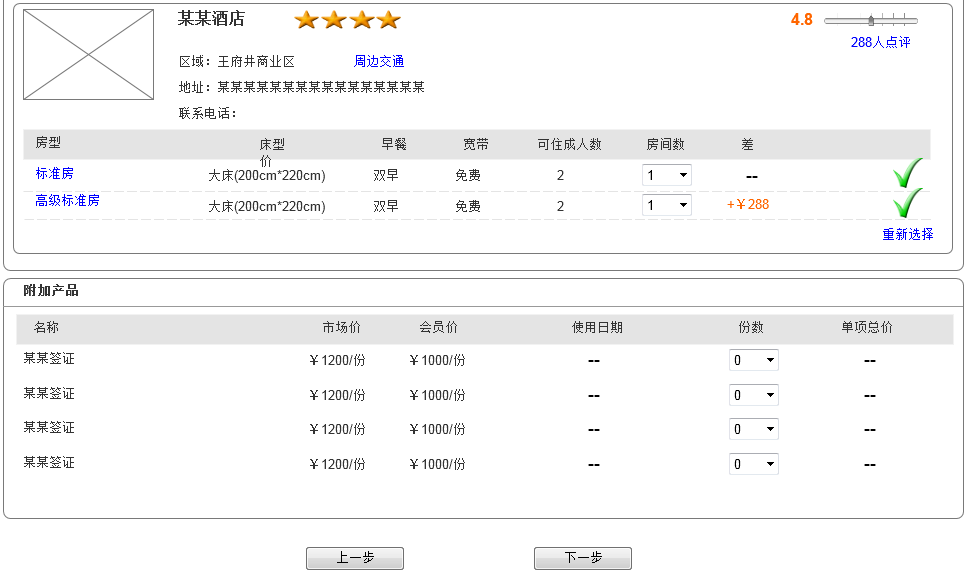 某某酒店 4.8
288人点评
区域：王府井商业区 周边交通
地址：某某某某某某某某某某某某某某某某
联系电话：
房型 床型 早餐 宽带 可住成人数 房间数 差
价
标准房 大床(200cm*220cm) 双早 免费 2 1 --
高级标准房 大床(200cm*220cm) 双早 免费 2 1 +￥288
重新选择
附加产品
名称 市场价 会员价 使用日期 份数 单项总价
某某签证 ￥1200/份 ￥1000/份 -- 0 --
某某签证 ￥1200/份 ￥1000/份 -- 0 --
某某签证 ￥1200/份 ￥1000/份 -- 0 --
某某签证 ￥1200/份 ￥1000/份 -- 0 --
上一步 下一步